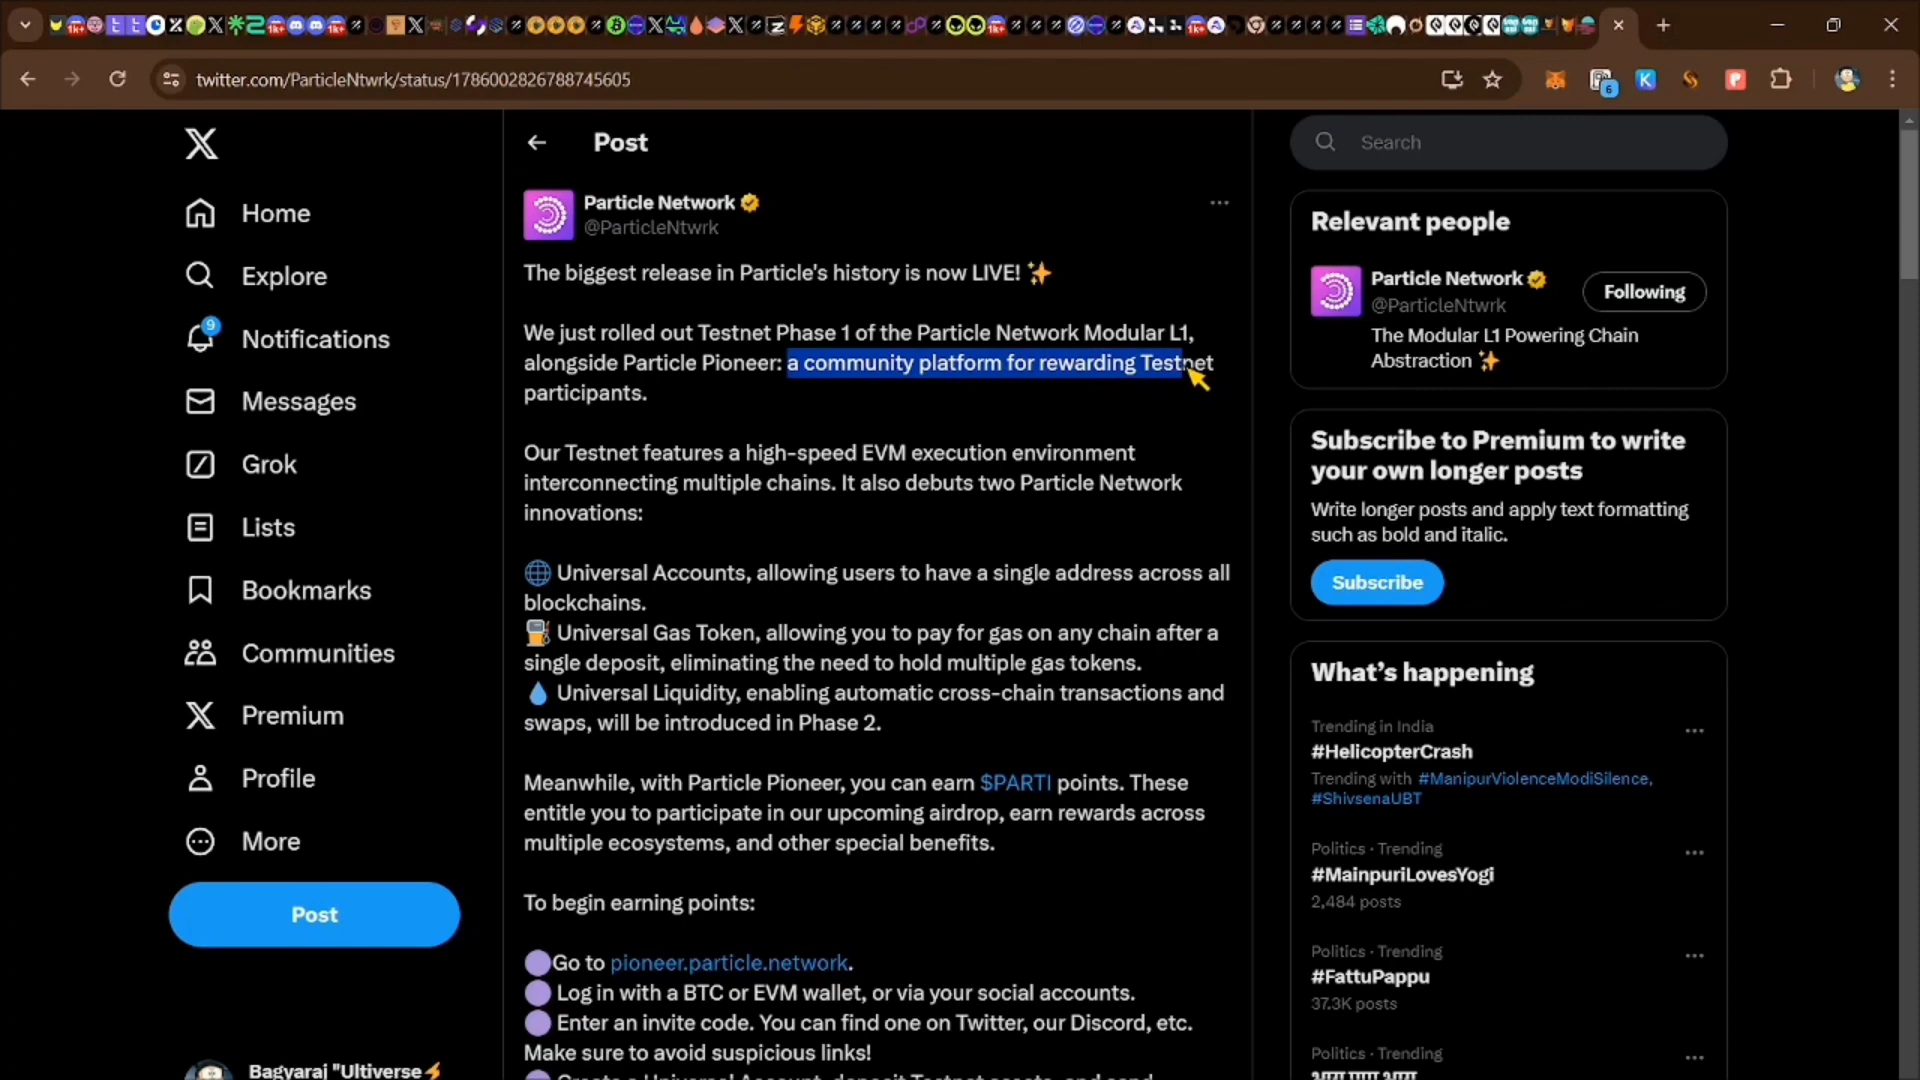 twitter.com/ParticleNtwrk/status/1786002826788745605
6
Post
Search
Home
Explore
9
Notifications
Messages
Grok
Lists
Bookmarks
Communities
Premium
Profile
More
Post
Bagyaraj "Ultiverse⚡
Particle Network
@ParticleNtwrk
The biggest release in Particle's history is now LIVE! ✨
We just rolled out Testnet Phase 1 of the Particle Network Modular L1,
alongside Particle Pioneer: a community platform for rewarding Testnet
participants.
Our Testnet features a high-speed EVM execution environment
interconnecting multiple chains. It also debuts two Particle Network
innovations:
🌐 Universal Accounts, allowing users to have a single address across all
blockchains.
⛽ Universal Gas Token, allowing you to pay for gas on any chain after a
single deposit, eliminating the need to hold multiple gas tokens.
💧 Universal Liquidity, enabling automatic cross-chain transactions and
swaps, will be introduced in Phase 2.
Meanwhile, with Particle Pioneer, you can earn $PARTI points. These
entitle you to participate in our upcoming airdrop, earn rewards across
multiple ecosystems, and other special benefits.
To begin earning points:
🟣Go to pioneer.particle.network.
🟣 Log in with a BTC or EVM wallet, or via your social accounts.
🟣 Enter an invite code. You can find one on Twitter, our Discord, etc.
Make sure to avoid suspicious links!
Relevant people
Particle Network
@ParticleNtwrk
Following
The Modular L1 Powering Chain
Abstraction ✨
Subscribe to Premium to write
your own longer posts
Write longer posts and apply text formatting
such as bold and italic.
Subscribe
What's happening
Trending in India
#HelicopterCrash
Trending with #ManipurViolenceModiSilence,
#ShivsenaUBT
Politics · Trending
#MainpuriLovesYogi
2,484 posts
Politics · Trending
#FattuPappu
37.3K posts
Politics · Trending